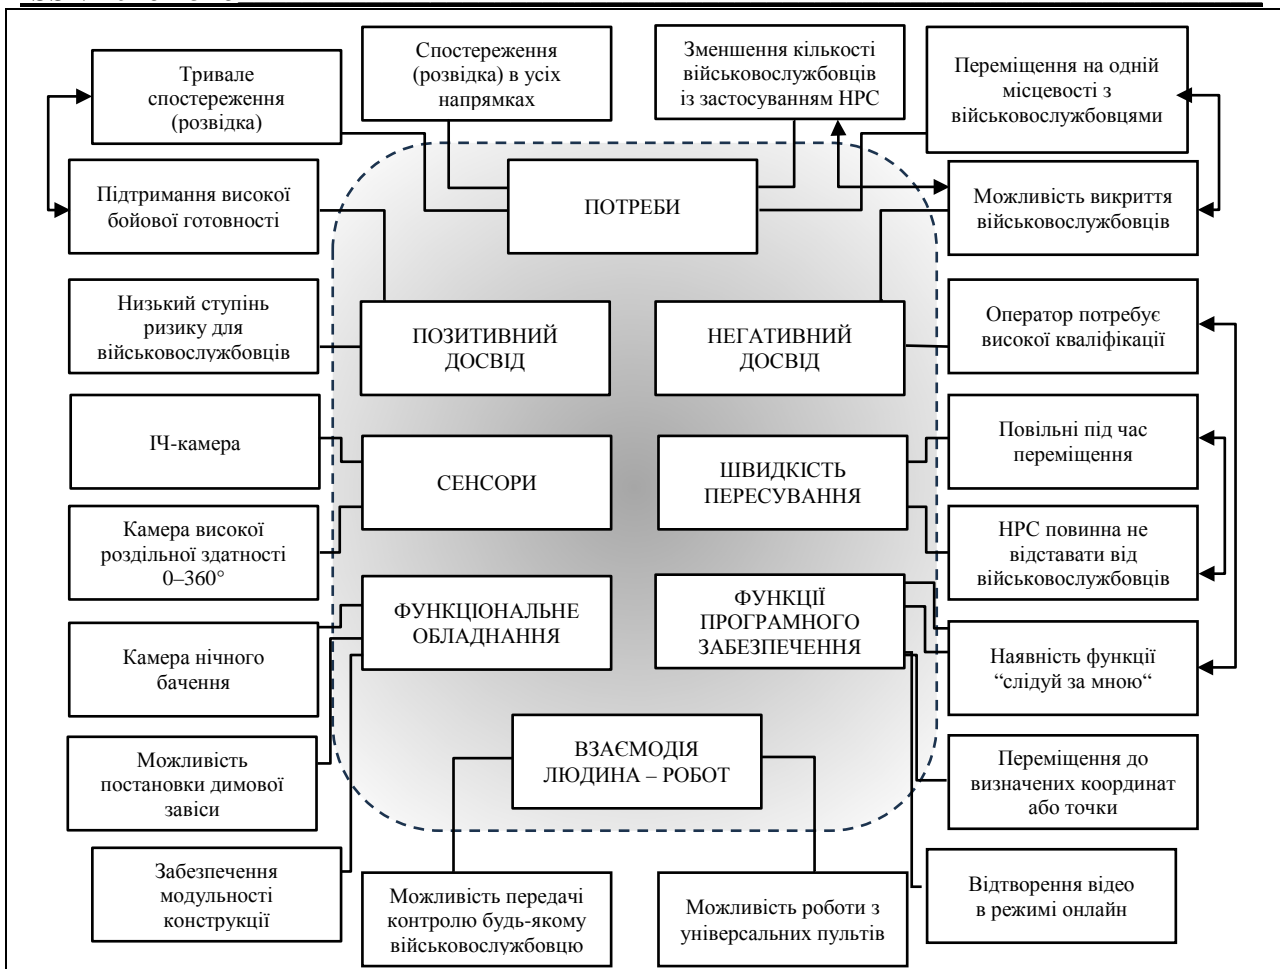 Тривале
спостереження
(розвідка)
Спостереження
(розвідка) в усіх
напрямках
Зменшення кількості
військовослужбовців
із застосуванням НРС
Переміщення на одній
місцевості з
військовослужбовцями
Підтримання високої
бойової готовності
ПОТРЕБИ
Можливість викриття
військовослужбовців
Низький ступінь
ризику для
військовослужбовців
ПОЗИТИВНИЙ
ДОСВІД
НЕГАТИВНИЙ
ДОСВІД
Оператор потребує
високої кваліфікації
ІЧ-камера
СЕНСОРИ
ШВИДКІСТЬ
ПЕРЕСУВАННЯ
Повільні під час
переміщення
Камера високої
роздільної здатності
0–360°
НРС повинна не
відставати від
військовослужбовців
ФУНКЦІОНАЛЬНЕ
ОБЛАДНАННЯ
ФУНКЦІЇ
ПРОГРАМНОГО
ЗАБЕЗПЕЧЕННЯ
Камера нічного
бачення
Наявність функції
“слідуй за мною“
Можливість
постановки димової
завіси
ВЗАЄМОДІЯ
ЛЮДИНА – РОБОТ
Переміщення до
визначених координат
або точки
Забезпечення
модульності
конструкції
Можливість передачі
контролю будь-якому
військовослужбовцю
Можливість роботи з
універсальних пультів
Відтворення відео
в режимі онлайн